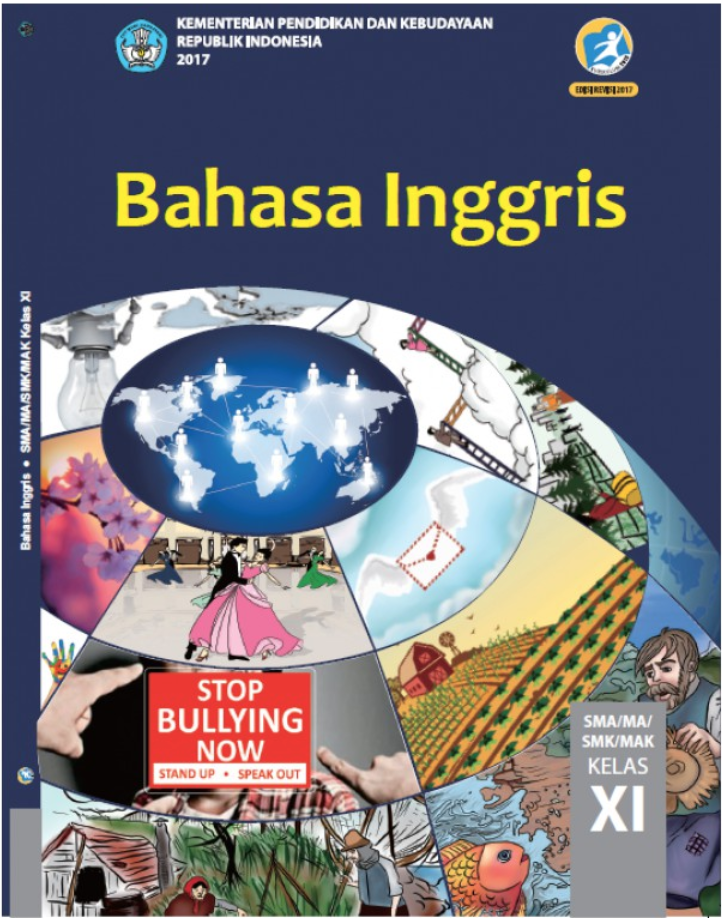 KEMENTERIAN PENDIDIKAN DAN KEBUDAYAAN
REPUBLIK INDONESIA
2017
EDISI REVISI 2017
Bahasa Inggris
Bahasa Inggris • SMA/MA/SMK/MAK Kelas XI
STOP
BULLYING
NOW
STAND UP • SPEAK OUT
SMA/MA/
SMK/MAK
KELAS
XI